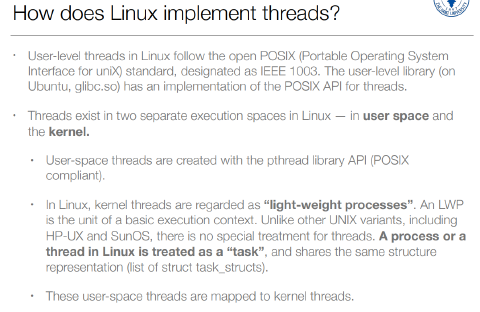 How does Linux implement threads?
• User-level threads in Linux follow the open POSIX (Portable Operating System
Interface for uniX) standard, designated as IEEE 1003. The user-level library (on
Ubuntu, glibc.so) has an implementation of the POSIX API for threads.
• Threads exist in two separate execution spaces in Linux — in user space and
the kernel.
• User-space threads are created with the pthread library API (POSIX
compliant).
• In Linux, kernel threads are regarded as “light-weight processes”. An LWP
is the unit of a basic execution context. Unlike other UNIX variants, including
HP-UX and SunOS, there is no special treatment for threads. A process or a
thread in Linux is treated as a “task”, and shares the same structure
representation (list of struct task_structs).
• These user-space threads are mapped to kernel threads.